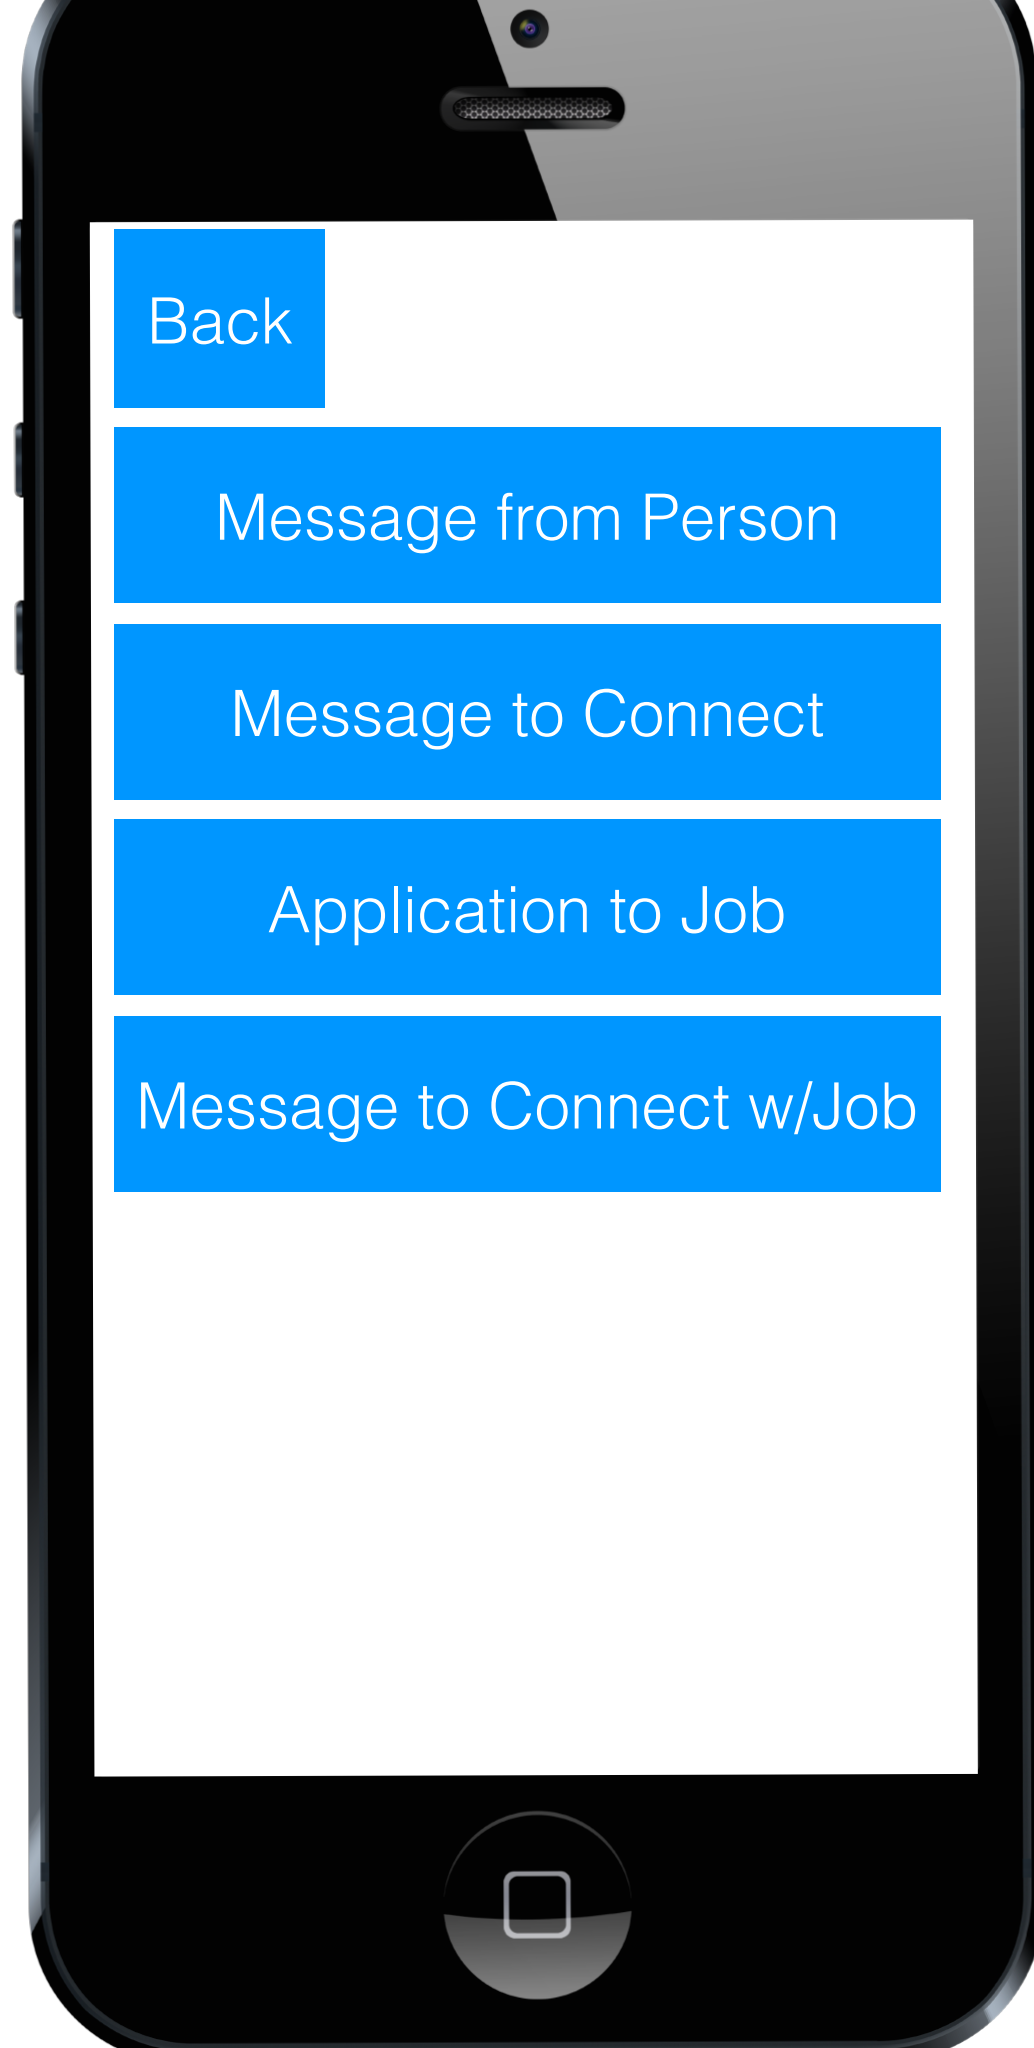 Back
Message from Person
Message to Connect
Application to Job
Message to Connect w/Job